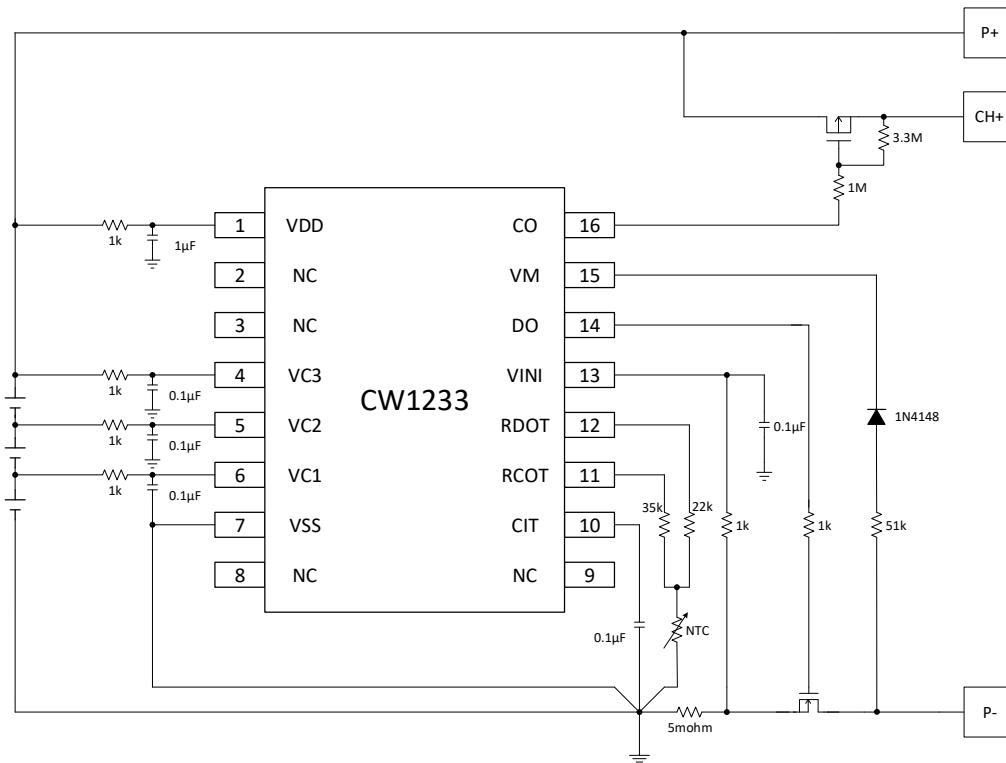 P+
CH+
3.3M
1M
1 VDD CO 16
1k
1µF
2 NC VM 15
3 NC DO 14
4 VC3 VINI 13
1k
0.1µF
CW1233
1N4148
5 VC2 RDOT 12
1k
0.1µF
0.1µF
6 VC1 RCOT 11
1k
0.1µF
35k
22k
7 VSS CIT 10
1k
1k
51k
8 NC NC 9
0.1µF
NTC
P-
5mohm